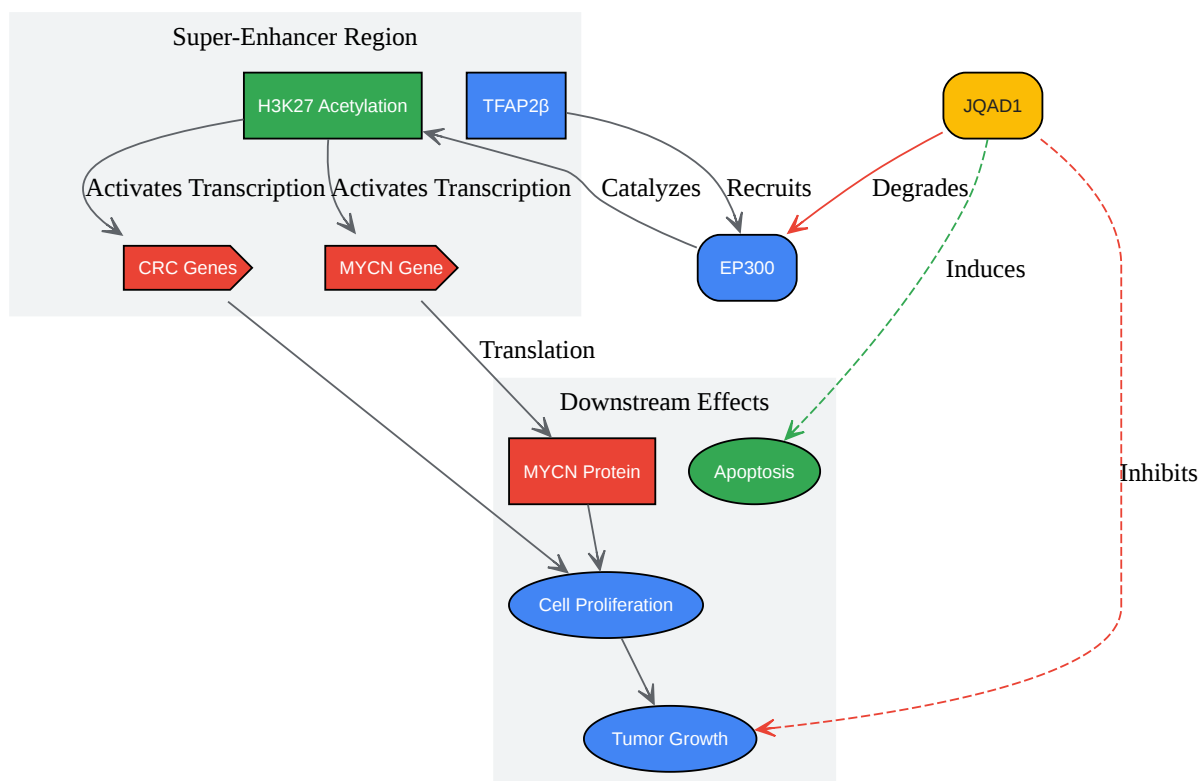 Super-Enhancer Region
H3K27 Acetylation
TFAP2β
JQAD1
Activates Transcription
Activates Transcription
Catalyzes
Recruits
Degrades
CRC Genes
MYCN Gene
EP300
Induces
Translation
Downstream Effects
MYCN Protein
Apoptosis
Inhibits
Cell Proliferation
Tumor Growth